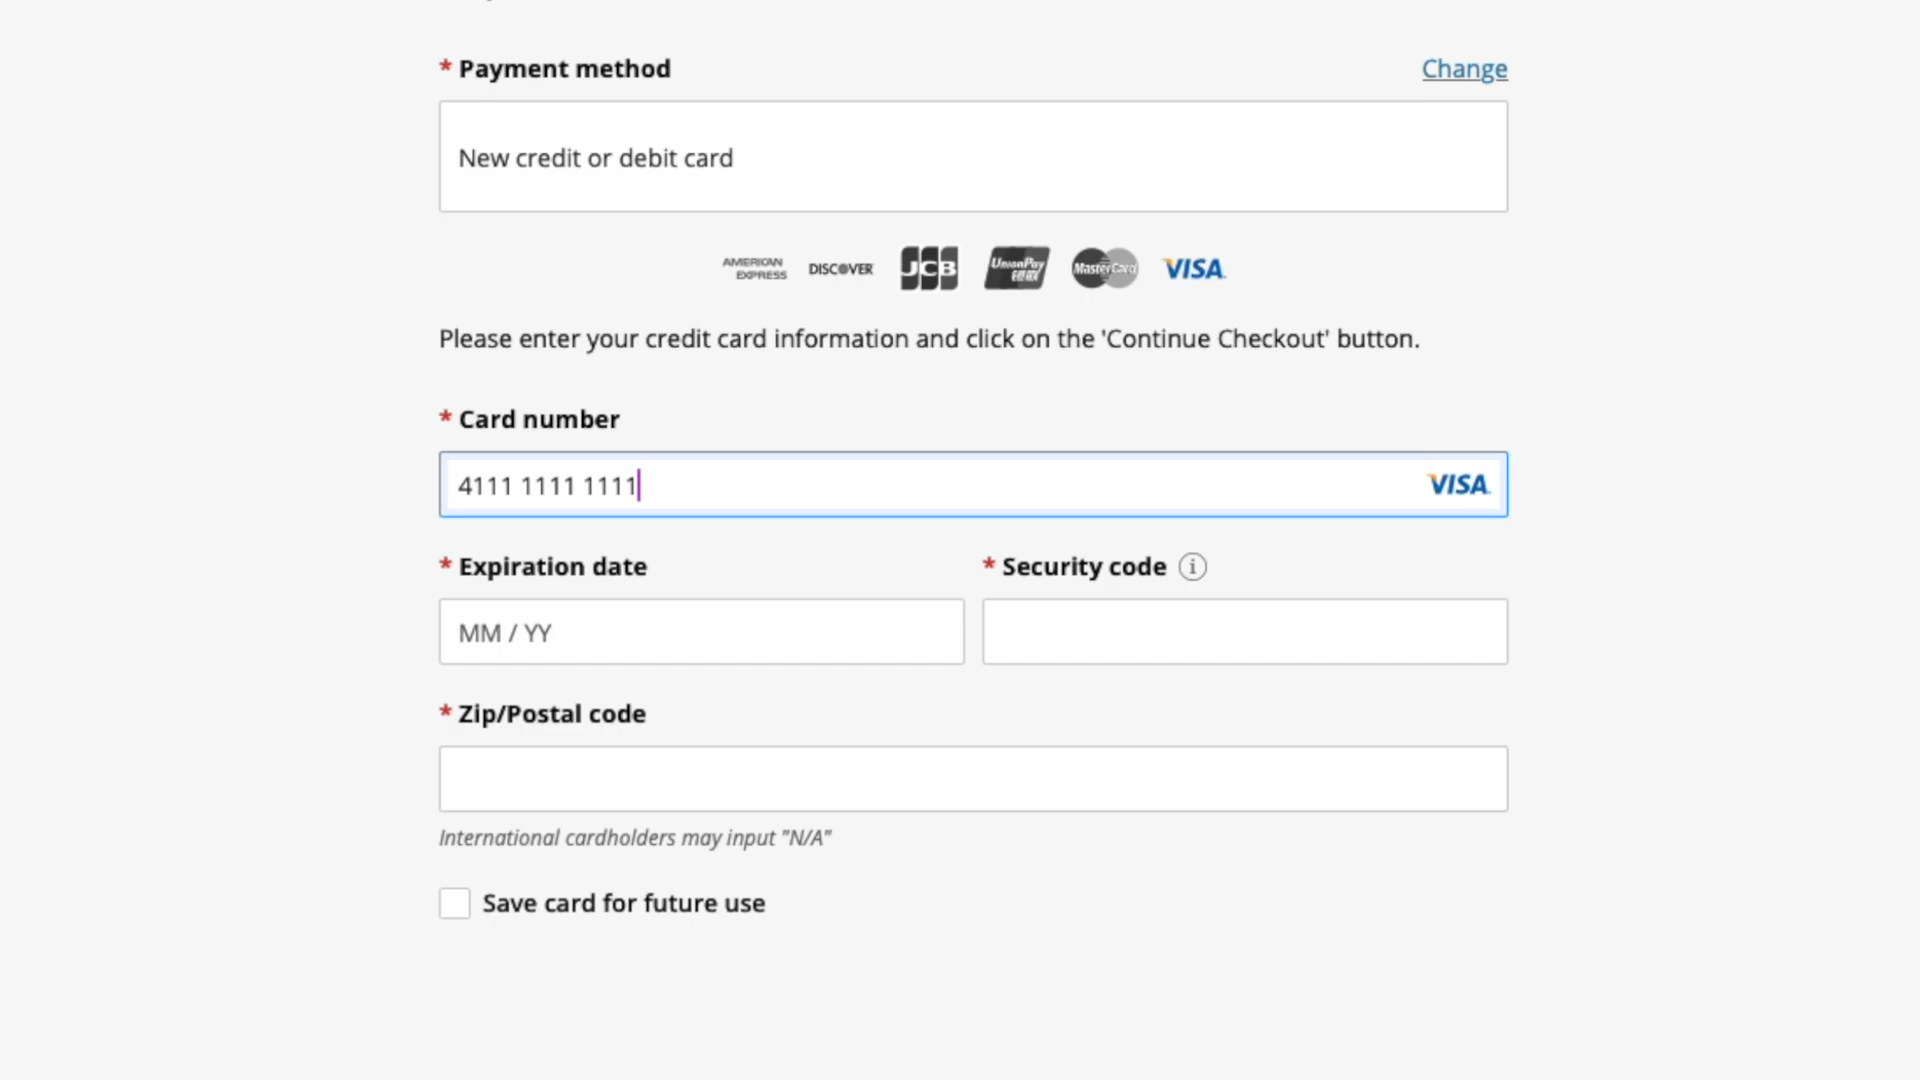 * Payment method
Change
New credit or debit card
AMERICAN EXPRESS DISCOVER JCB UnionPay 银联 MasterCard VISA
Please enter your credit card information and click on the 'Continue Checkout' button.
* Card number
4111 1111 1111
VISA
* Expiration date
* Security code
MM / YY
* Zip/Postal code
International cardholders may input "N/A"
Save card for future use